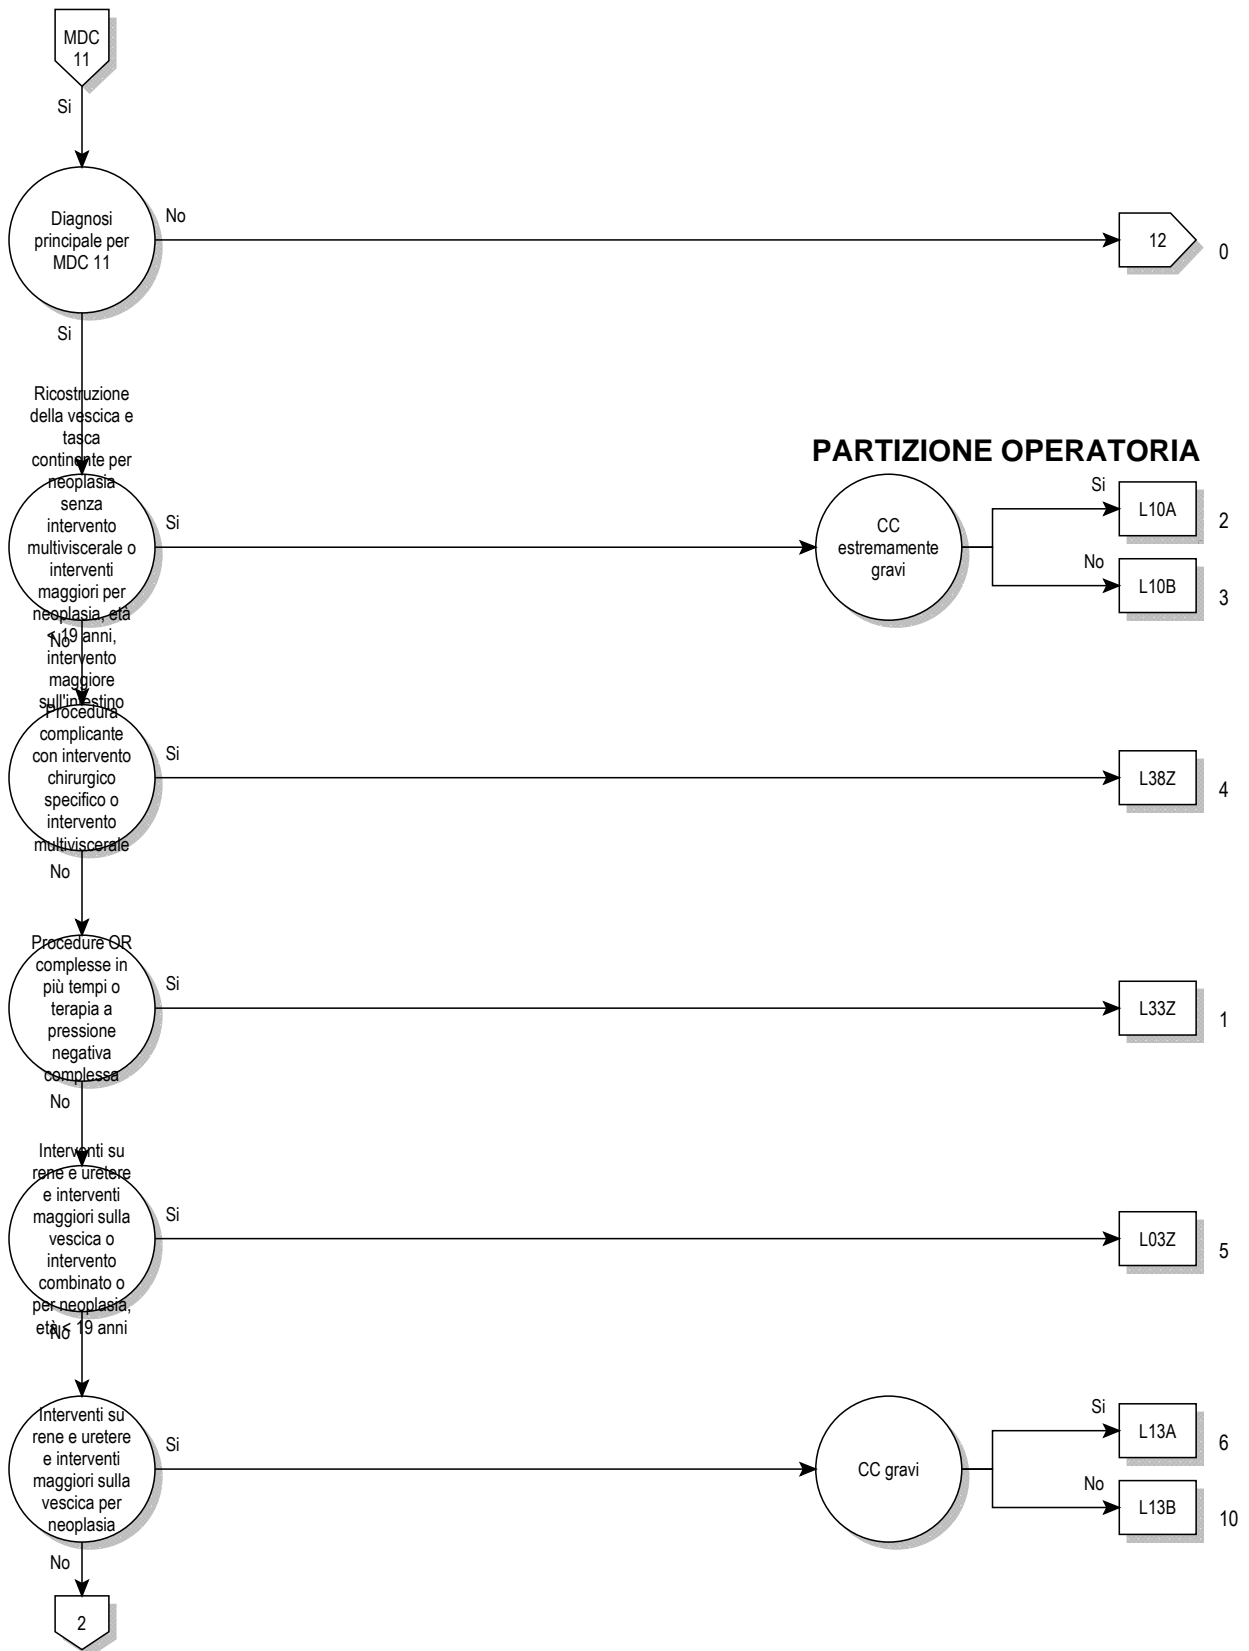 MDC
11
Si
Diagnosi
principale per
MDC 11
No
12
0
Si
Ricostruzione
della vescica e
tasca
continente per
neoplasia
senza
intervento
multiviscerale o
interventi
maggiori per
neoplasia, età
< 19 anni,
intervento
maggiore
sull'intestino
Si
PARTIZIONE OPERATORIA
CC
estremamente
gravi
Si
L10A
2
No
L10B
3
No
Procedura
complicante
con intervento
chirurgico
specifico o
intervento
multiviscerale
Si
L38Z
4
No
Procedure OR
complesse in
più tempi o
terapia a
pressione
negativa
complessa
Si
L33Z
1
No
Interventi su
rene e uretere
e interventi
maggiori sulla
vescica o
intervento
combinato o
per neoplasia,
età < 19 anni
Si
L03Z
5
No
Interventi su
rene e uretere
e interventi
maggiori sulla
vescica per
neoplasia
Si
CC gravi
Si
L13A
6
No
L13B
10
No
2